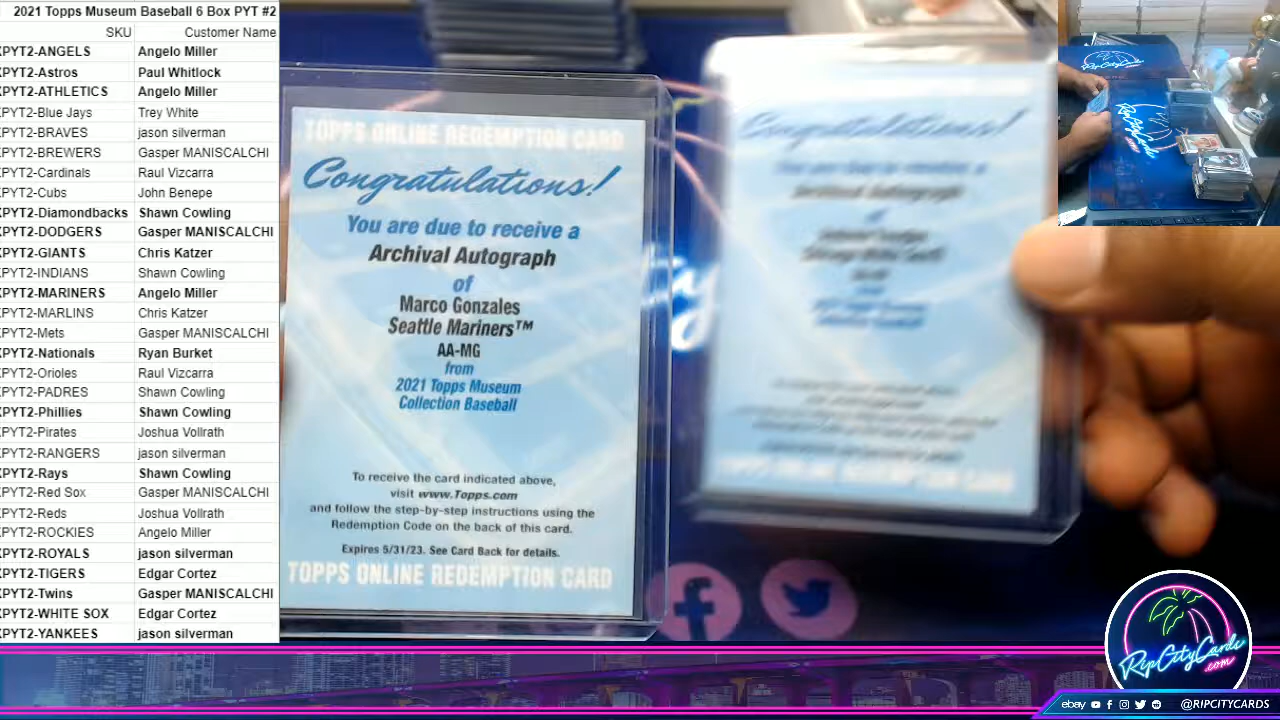 2021 Topps Museum Baseball 6 Box PYT #2
SKU Customer Name
PYT2-ANGELS Angelo Miller
PYT2-Astros Paul Whitlock
PYT2-ATHLETICS Angelo Miller
PYT2-Blue Jays Trey White
PYT2-BRAVES jason silverman
PYT2-BREWERS Gasper MANISCALCHI
PYT2-Cardinals Raul Vizcarra
PYT2-Cubs John Benepe
PYT2-Diamondbacks Shawn Cowling
PYT2-DODGERS Gasper MANISCALCHI
PYT2-GIANTS Chris Katzer
PYT2-INDIANS Shawn Cowling
PYT2-MARINERS Angelo Miller
PYT2-MARLINS Chris Katzer
PYT2-Mets Gasper MANISCALCHI
PYT2-Nationals Ryan Burket
PYT2-Orioles Raul Vizcarra
PYT2-PADRES Shawn Cowling
PYT2-Phillies Shawn Cowling
PYT2-Pirates Joshua Vollrath
PYT2-RANGERS jason silverman
PYT2-Rays Shawn Cowling
PYT2-Red Sox Gasper MANISCALCHI
PYT2-Reds Joshua Vollrath
PYT2-ROCKIES Angelo Miller
PYT2-ROYALS jason silverman
PYT2-TIGERS Edgar Cortez
PYT2-Twins Gasper MANISCALCHI
PYT2-WHITE SOX Edgar Cortez
PYT2-YANKEES jason silverman
TOPPS ONLINE REDEMPTION CARD
Congratulations!
You are due to receive a
Archival Autograph
of
Marco Gonzales
Seattle Mariners™
AA-MG
from
2021 Topps Museum
Collection Baseball
To receive the card indicated above,
visit www.Topps.com
and follow the step-by-step instructions using the
Redemption Code on the back of this card.
Expires 5/31/23. See Card Back for details.
TOPPS ONLINE REDEMPTION CARD
Congratulations!
Archival Autograph
of
RipCityCards
.com
ebay @RIPCITYCARDS